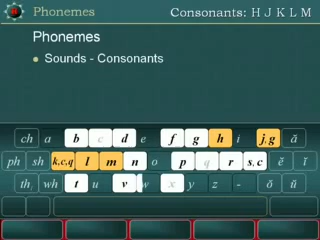 Phonemes
Consonants: H J K L M
Phonemes
Sounds - Consonants
ch a b c d e f g h i j,g ă
ph sh k,c,q l m n o p q r s,c ĕ ĭ
th, wh t u v w x y z - ŏ ŭ